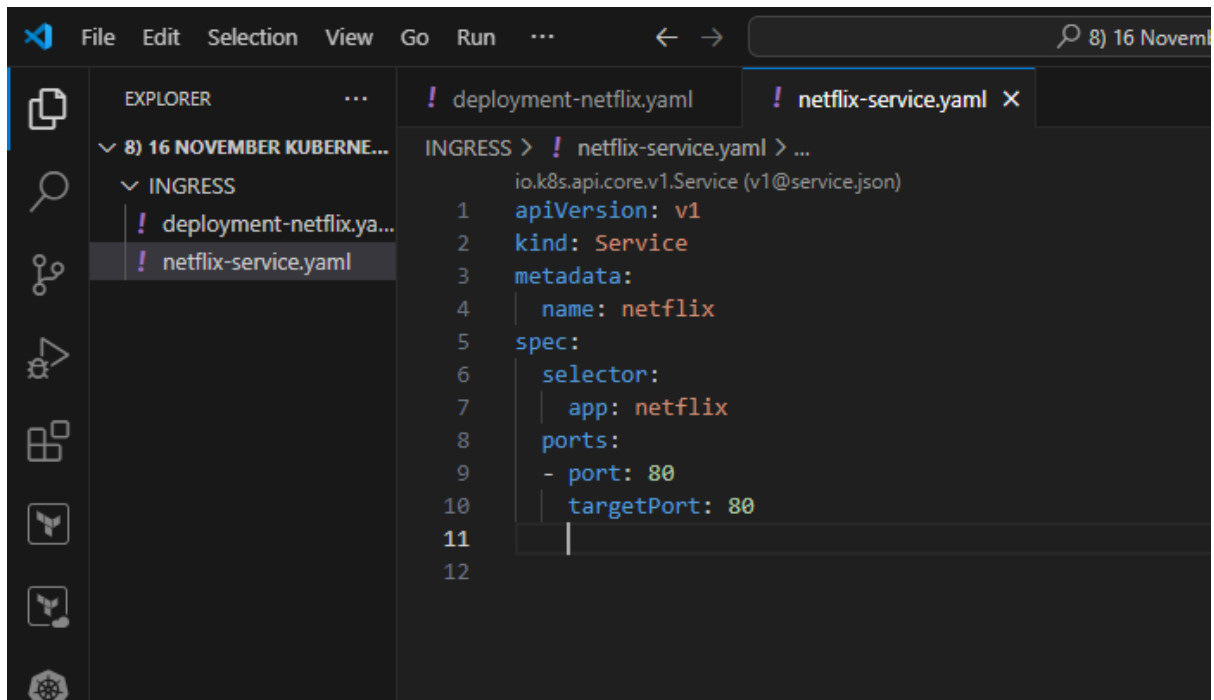 File Edit Selection View Go Run ··· ← → 8) 16 Novemb
EXPLORER ···
! deployment-netflix.yaml ! netflix-service.yaml ×
8) 16 NOVEMBER KUBERNE...
INGRESS
! deployment-netflix.ya...
! netflix-service.yaml
INGRESS > ! netflix-service.yaml > ...
io.k8s.api.core.v1.Service (v1@service.json)
1 apiVersion: v1
2 kind: Service
3 metadata:
4   name: netflix
5 spec:
6   selector:
7     app: netflix
8   ports:
9   - port: 80
10     targetPort: 80
11
12